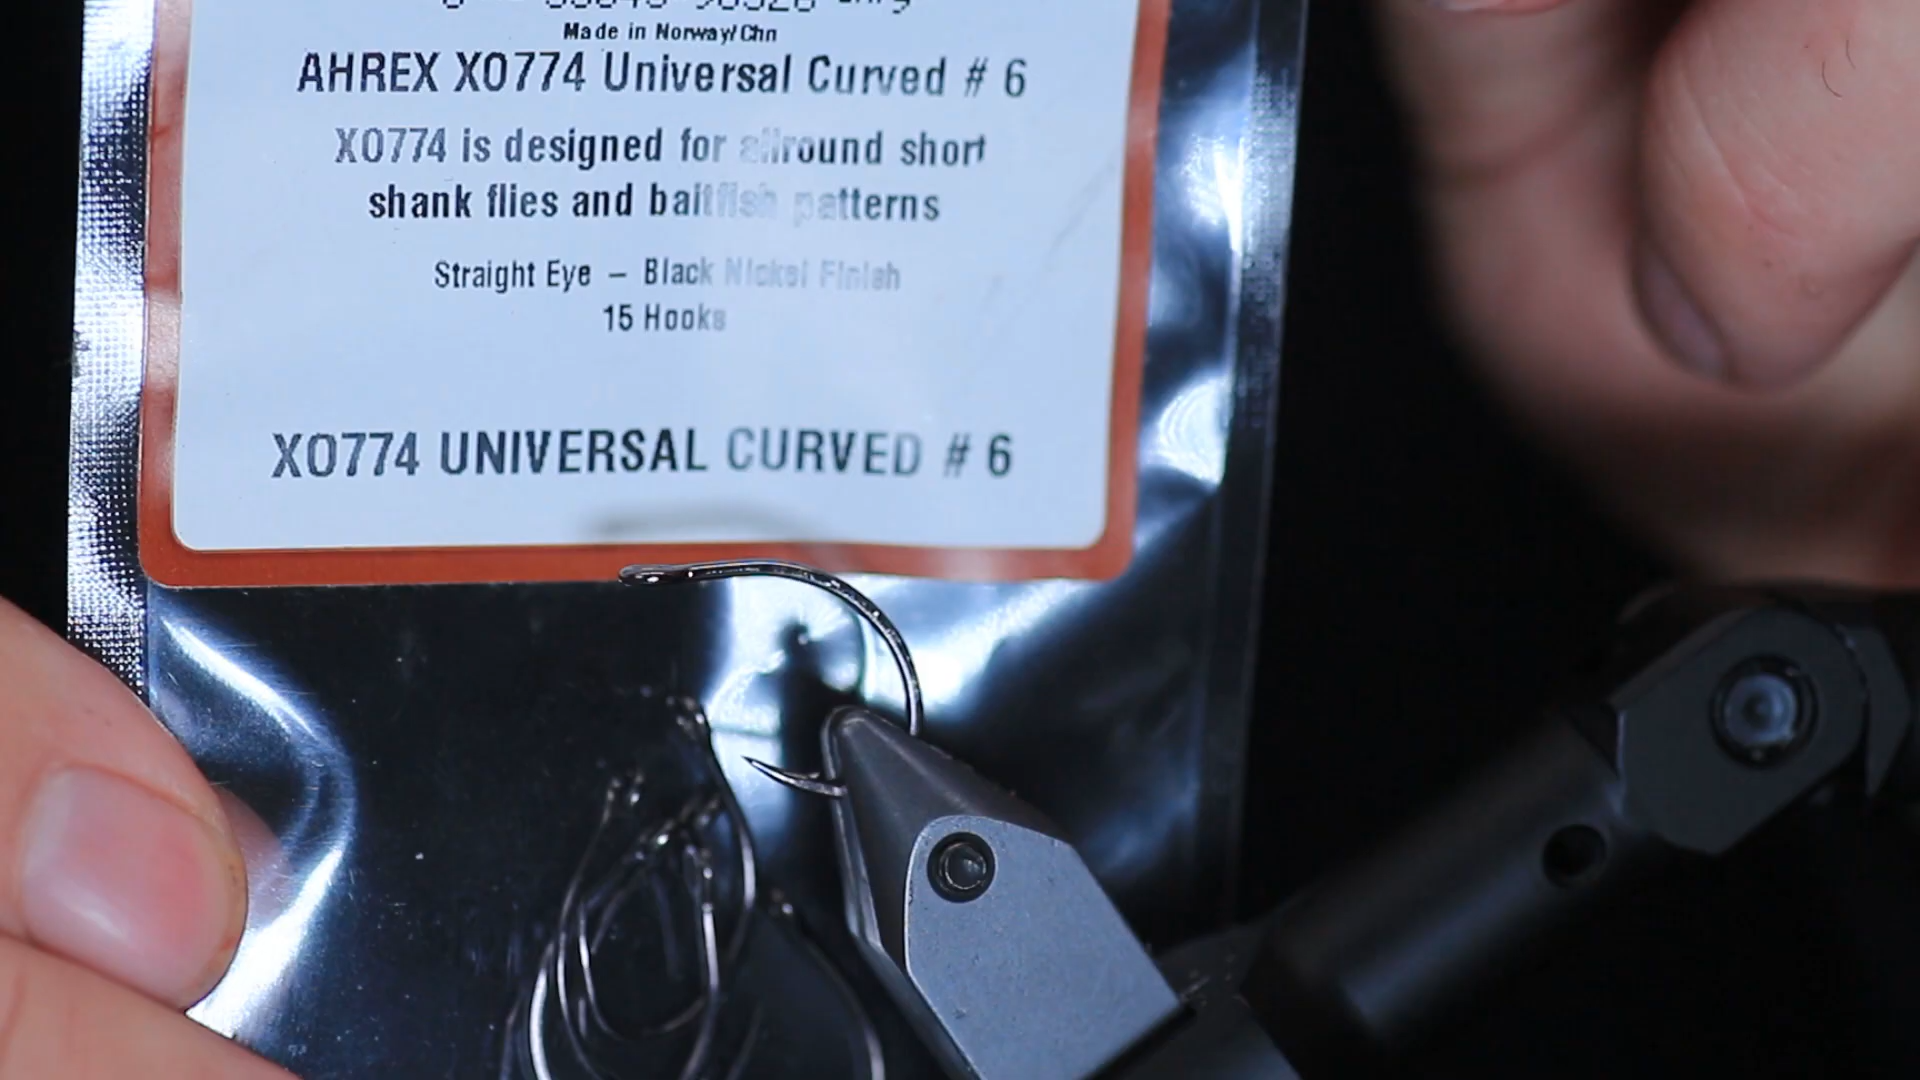 Made in Norway/Chn
AHREX XO774 Universal Curved # 6
XO774 is designed for allround short
shank flies and baitfish patterns
Straight Eye – Black Nickel Finish
15 Hooks
XO774 UNIVERSAL CURVED # 6